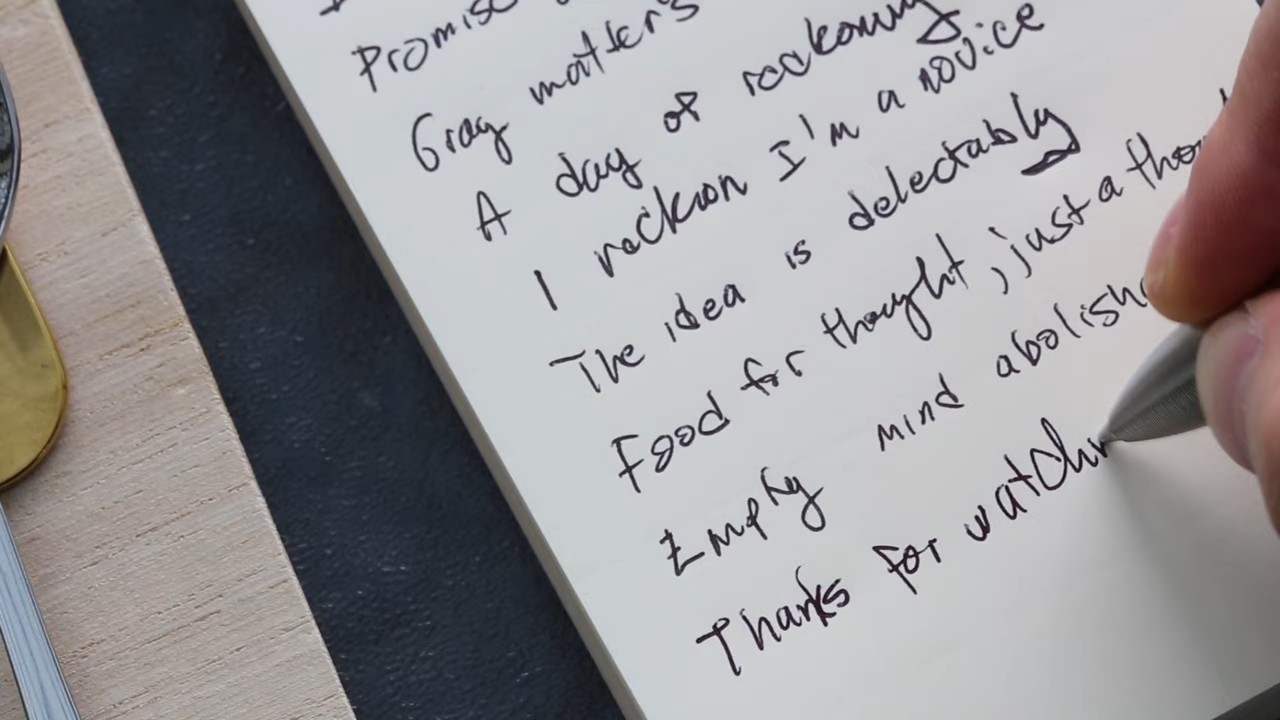 Promise
Gray matters
A day of reckoning
I reckon I'm a novice
The idea is delectably
Food for thought, just a
Empty mind abolish
Thanks for watchin